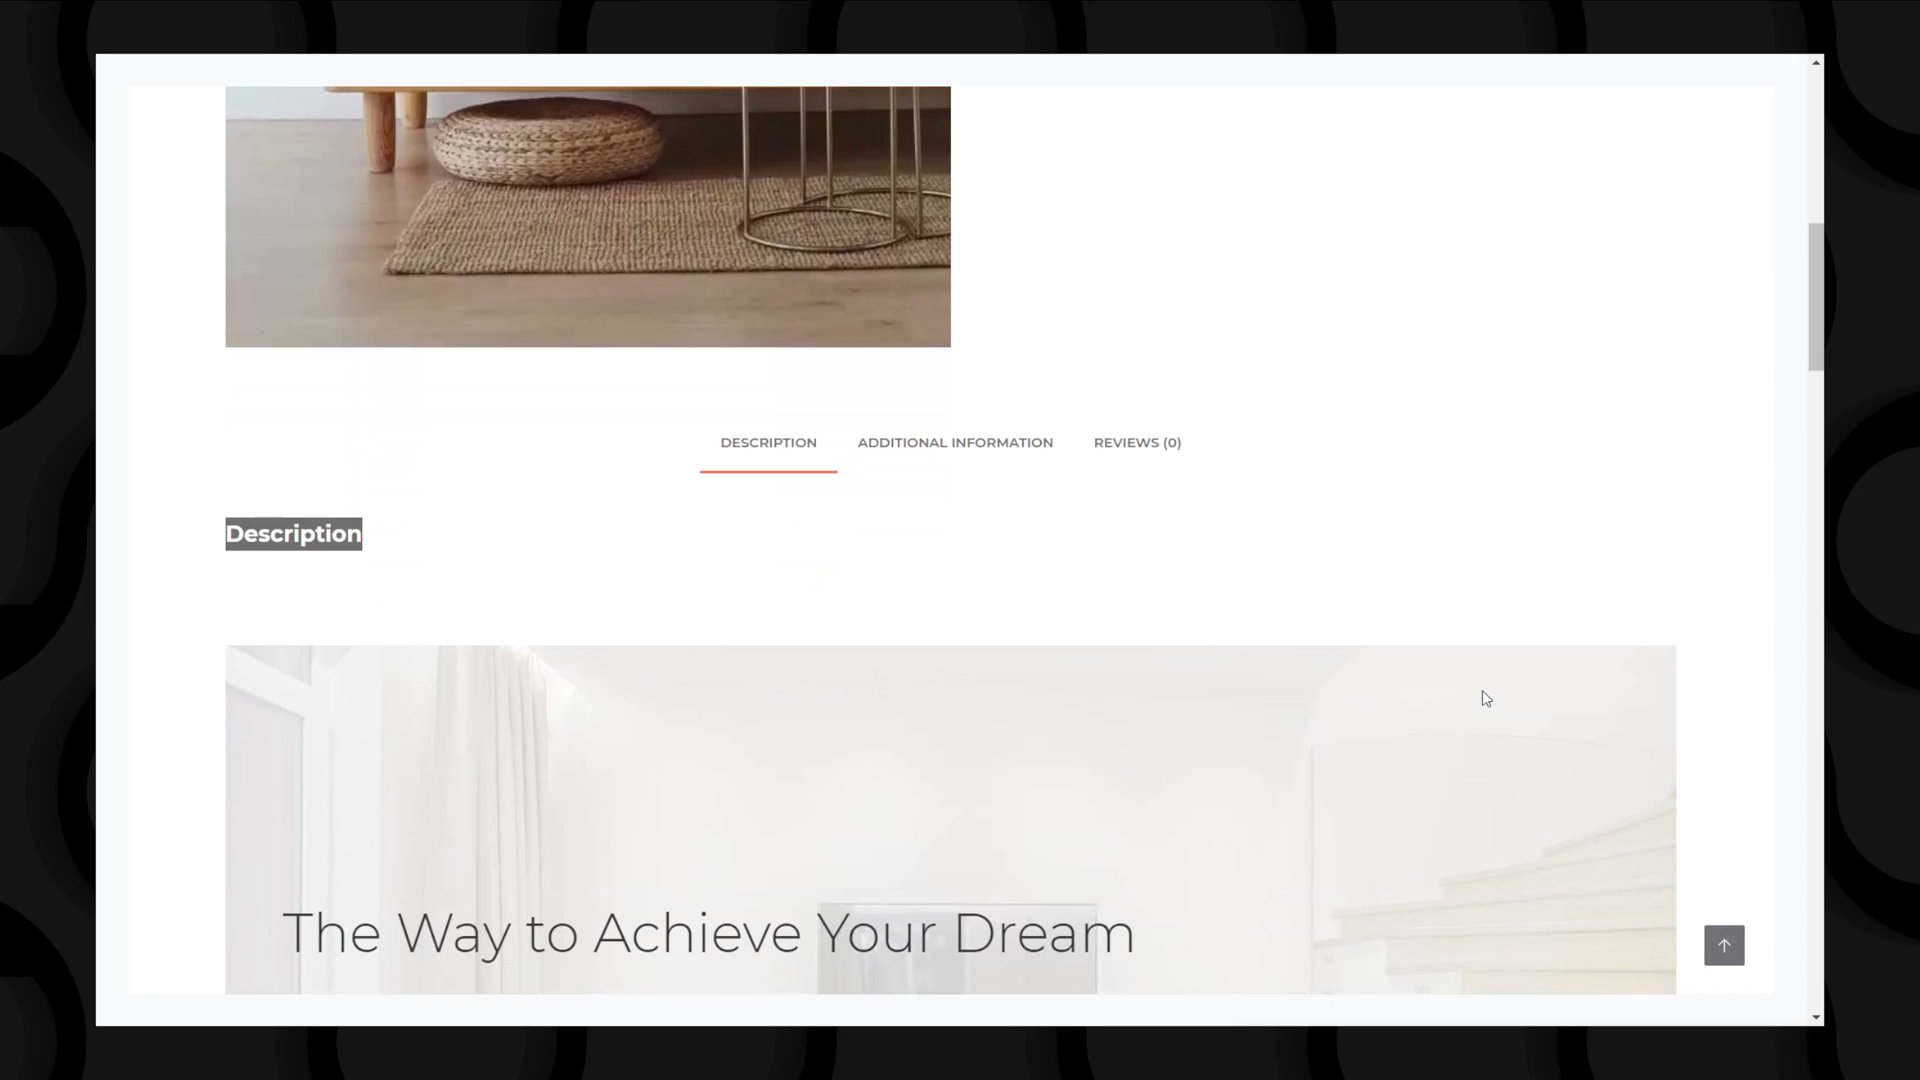 DESCRIPTION ADDITIONAL INFORMATION REVIEWS (0)
Description
The Way to Achieve Your Dream